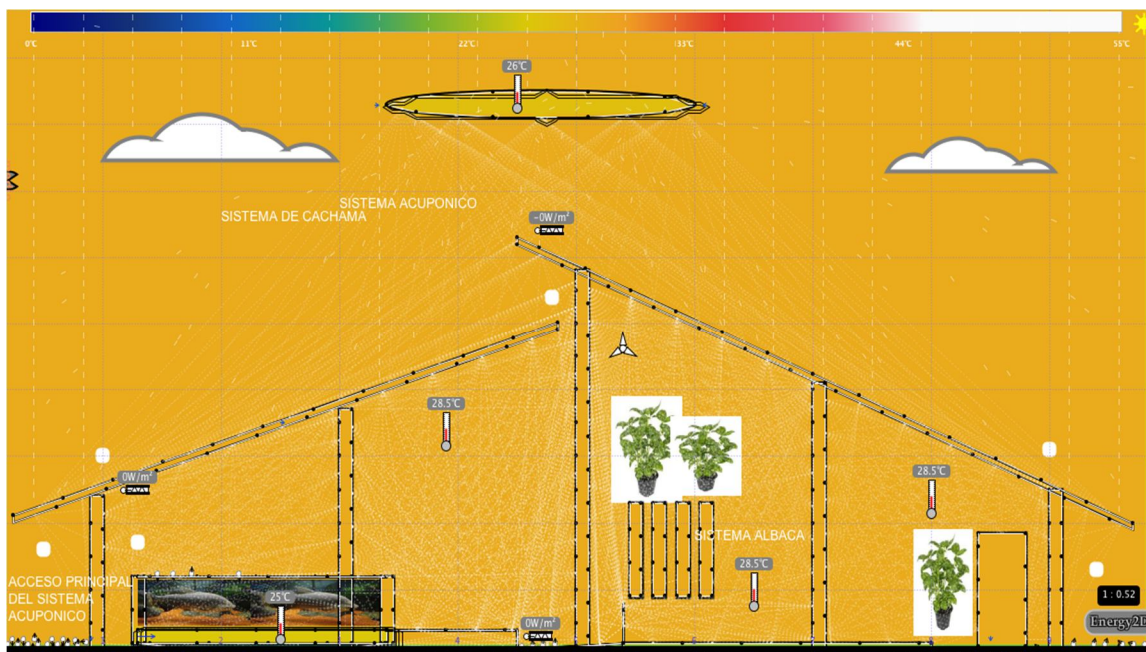 0°C 11°C 22°C 33°C 44°C 55°C
26°C
SISTEMA ACUPONICO
SISTEMA DE CACHAMA
-0W/m²
28.5°C
28.5°C
0W/m²
SISTEMA ALBACA
28.5°C
ACCESO PRINCIPAL
DEL SISTEMA
ACUPONICO
25°C
0W/m²
1 : 0.52
Energy2D